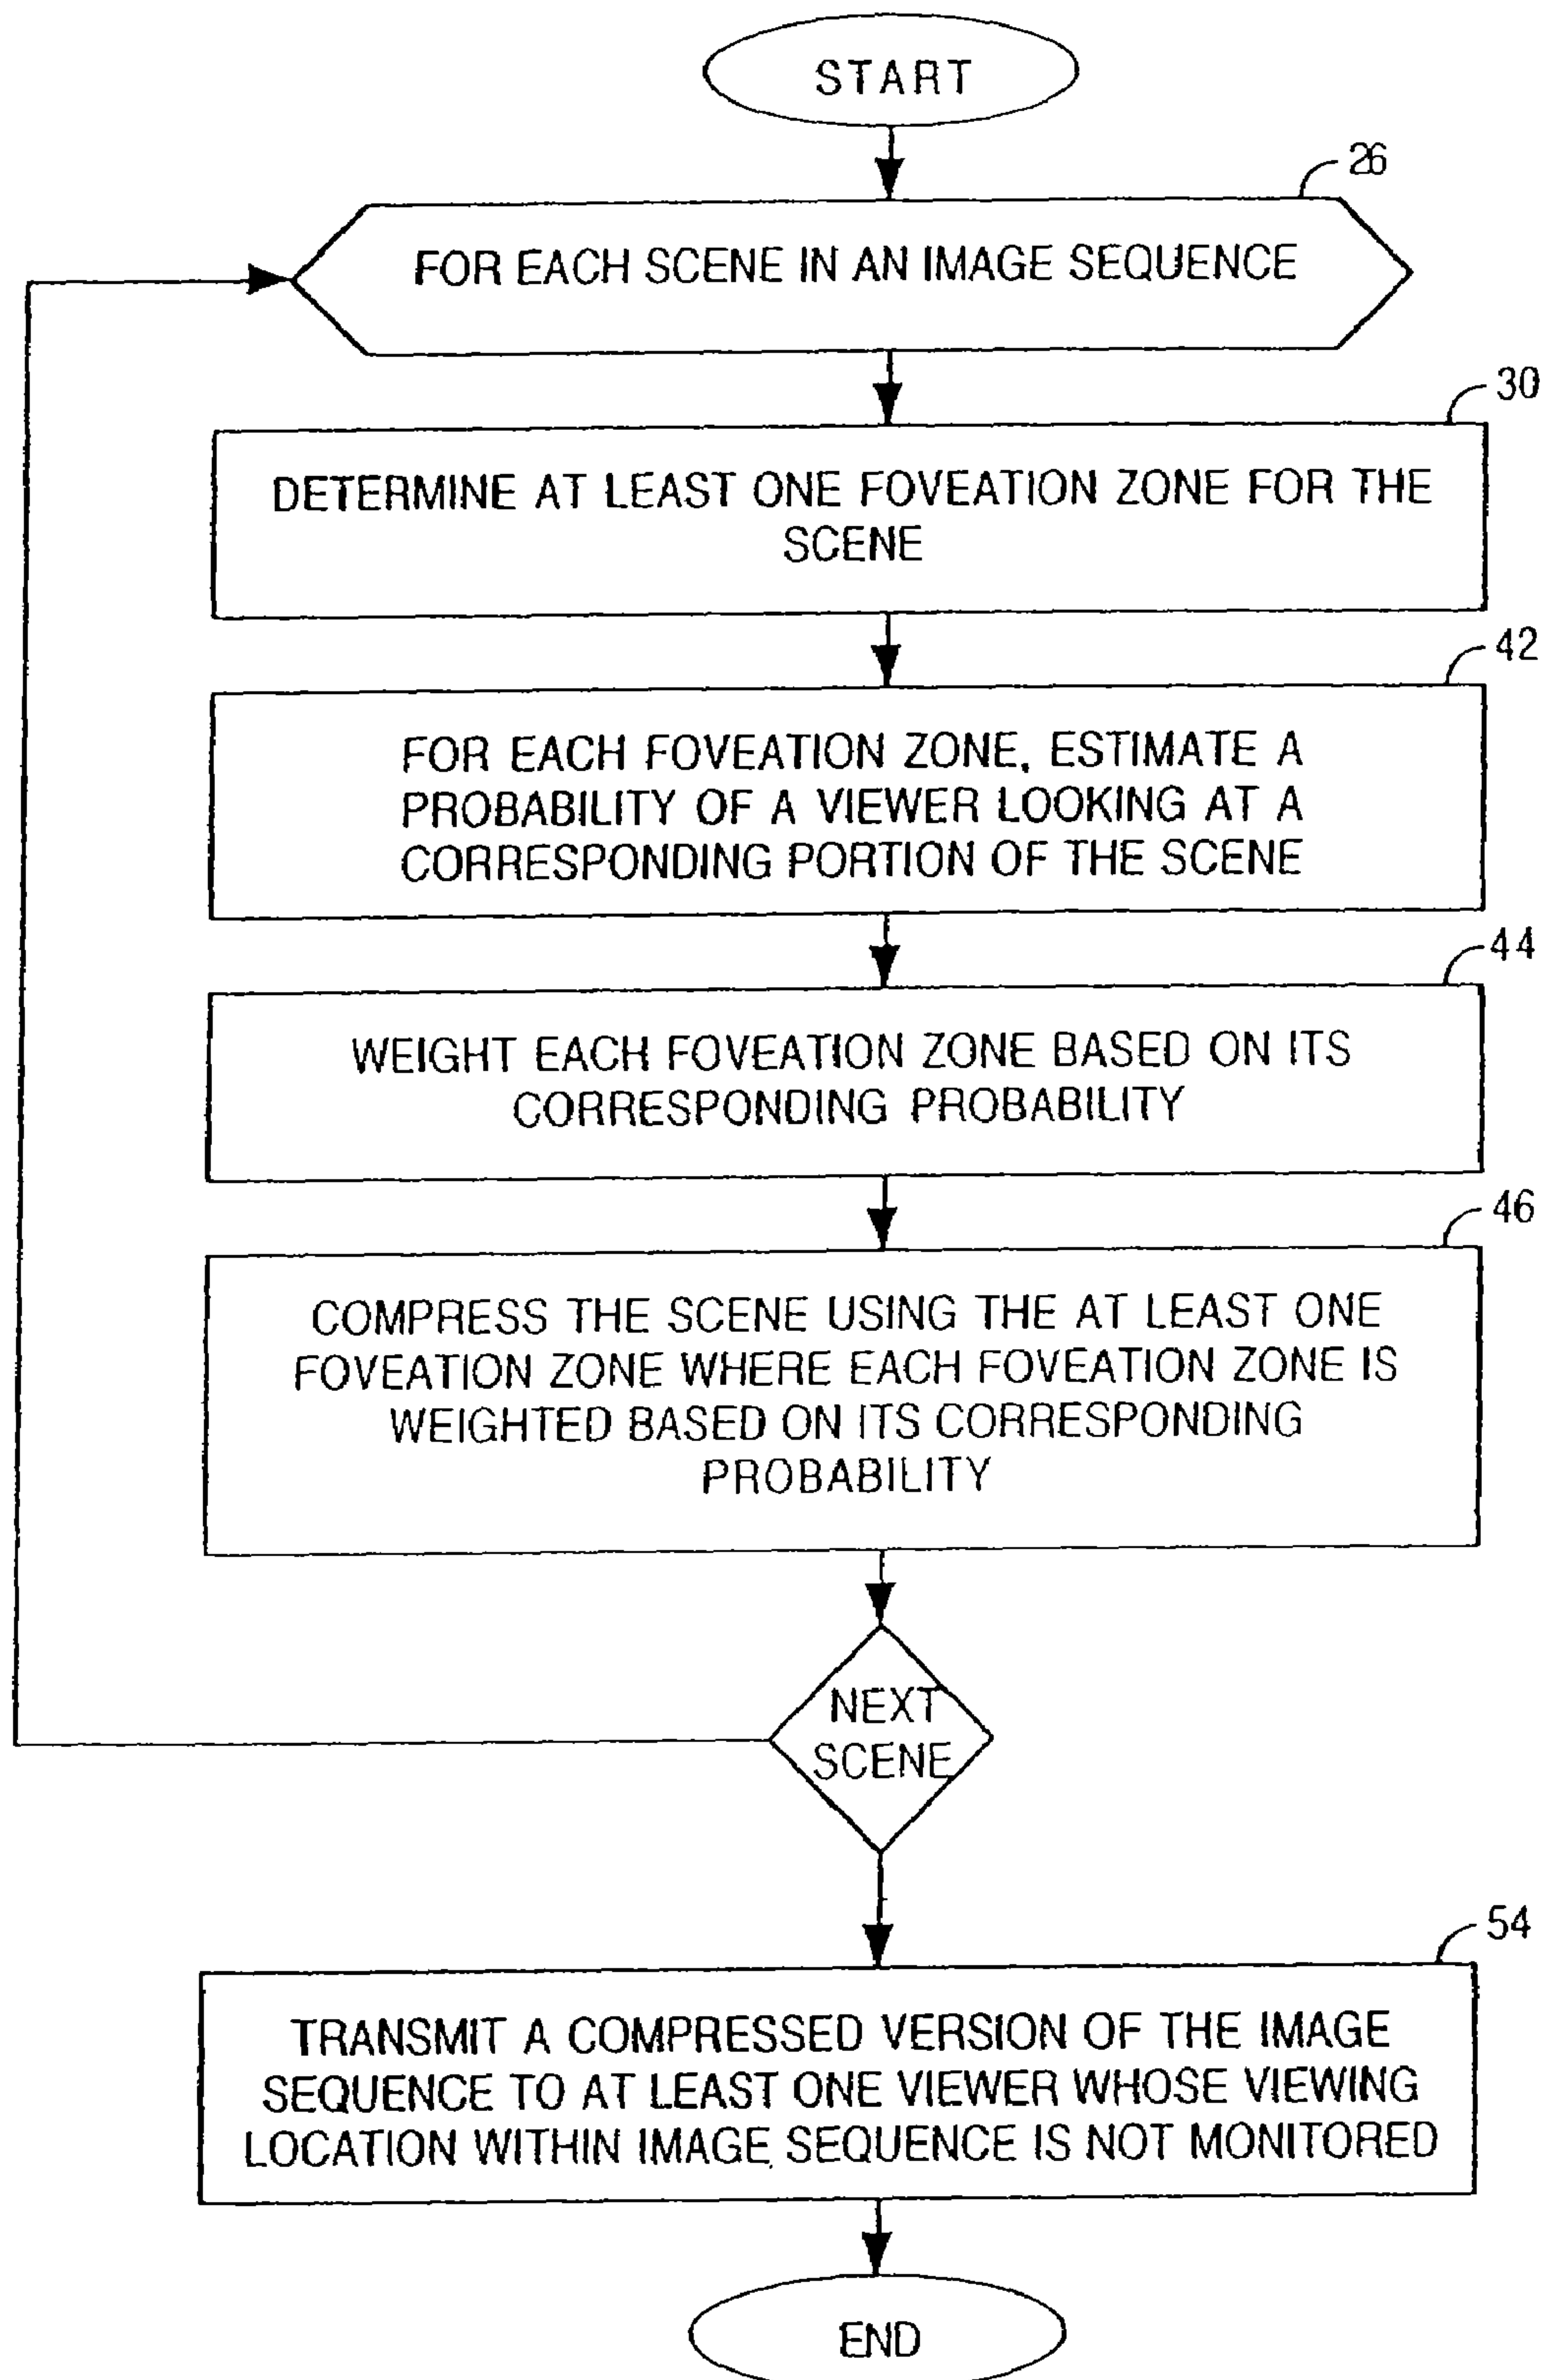 START
26
FOR EACH SCENE IN AN IMAGE SEQUENCE
30
DETERMINE AT LEAST ONE FOVEATION ZONE FOR THE
SCENE
42
FOR EACH FOVEATION ZONE, ESTIMATE A
PROBABILITY OF A VIEWER LOOKING AT A
CORRESPONDING PORTION OF THE SCENE
44
WEIGHT EACH FOVEATION ZONE BASED ON ITS
CORRESPONDING PROBABILITY
46
COMPRESS THE SCENE USING THE AT LEAST ONE
FOVEATION ZONE WHERE EACH FOVEATION ZONE IS
WEIGHTED BASED ON ITS CORRESPONDING
PROBABILITY
NEXT
SCENE
54
TRANSMIT A COMPRESSED VERSION OF THE IMAGE
SEQUENCE TO AT LEAST ONE VIEWER WHOSE VIEWING
LOCATION WITHIN IMAGE SEQUENCE IS NOT MONITORED
END